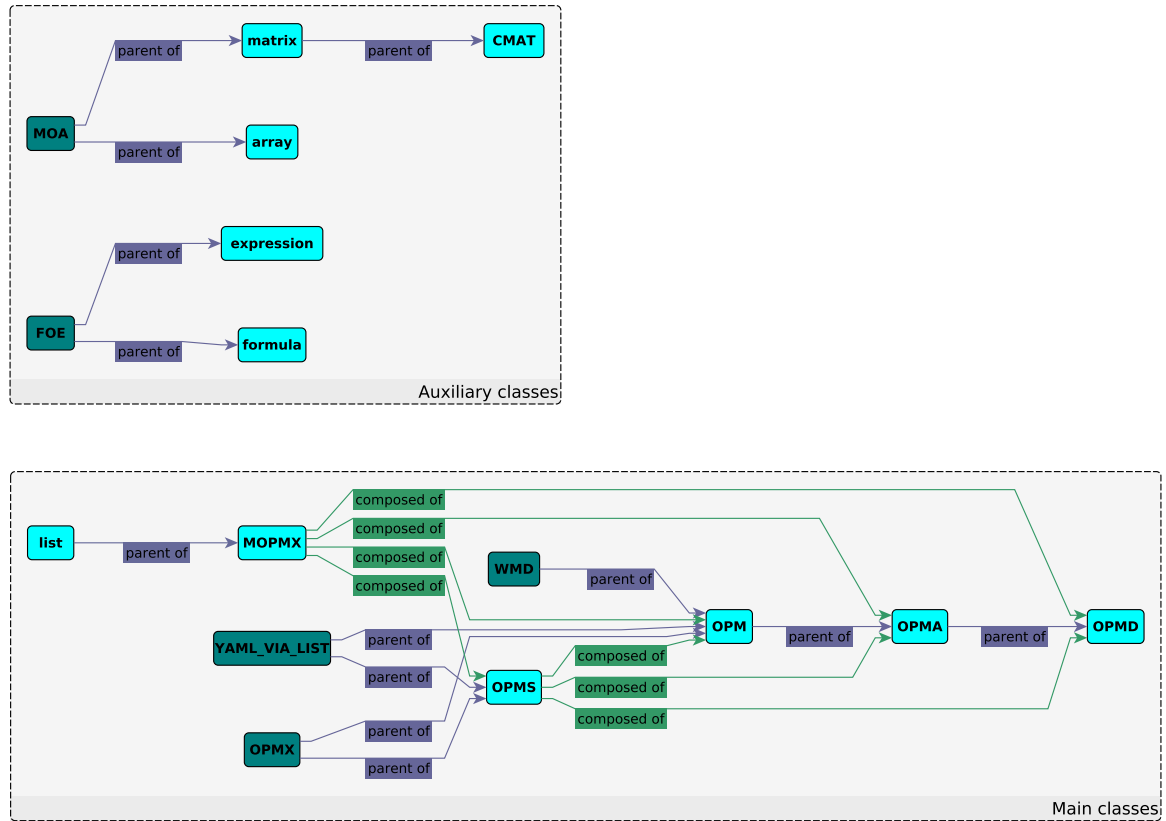 matrix
CMAT
parent of
parent of
MOA
array
parent of
expression
parent of
FOE
formula
parent of
Auxiliary classes
composed of
composed of
list
MOPMX
parent of
composed of
WMD
parent of
composed of
OPM
OPMA
OPMD
parent of
parent of
parent of
YAML_VIA_LIST
composed of
parent of
OPMS
composed of
composed of
parent of
OPMX
parent of
Main classes